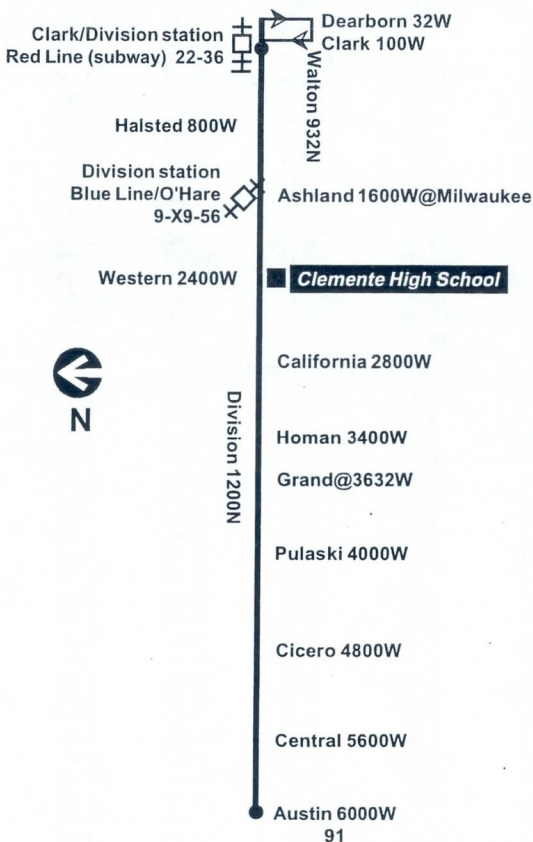 Clark/Division station
Red Line (subway) 22-36
Dearborn 32W
Clark 100W
Walton 932N
Halsted 800W
Division station
Blue Line/O'Hare
9-X9-56
Ashland 1600W@Milwaukee
Western 2400W
Clemente High School
California 2800W
N
Division 1200N
Homan 3400W
Grand@3632W
Pulaski 4000W
Cicero 4800W
Central 5600W
Austin 6000W
91